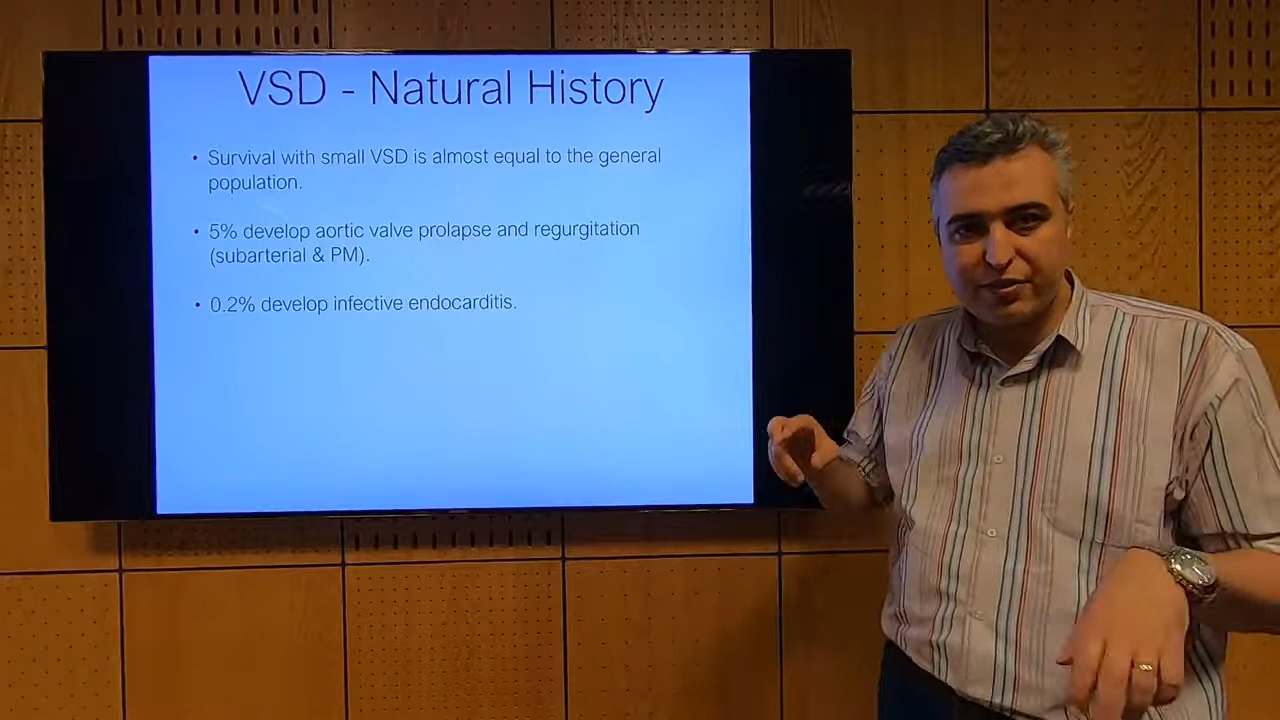 VSD - Natural History
• Survival with small VSD is almost equal to the general
population.
• 5% develop aortic valve prolapse and regurgitation
(subarterial & PM).
• 0.2% develop infective endocarditis.